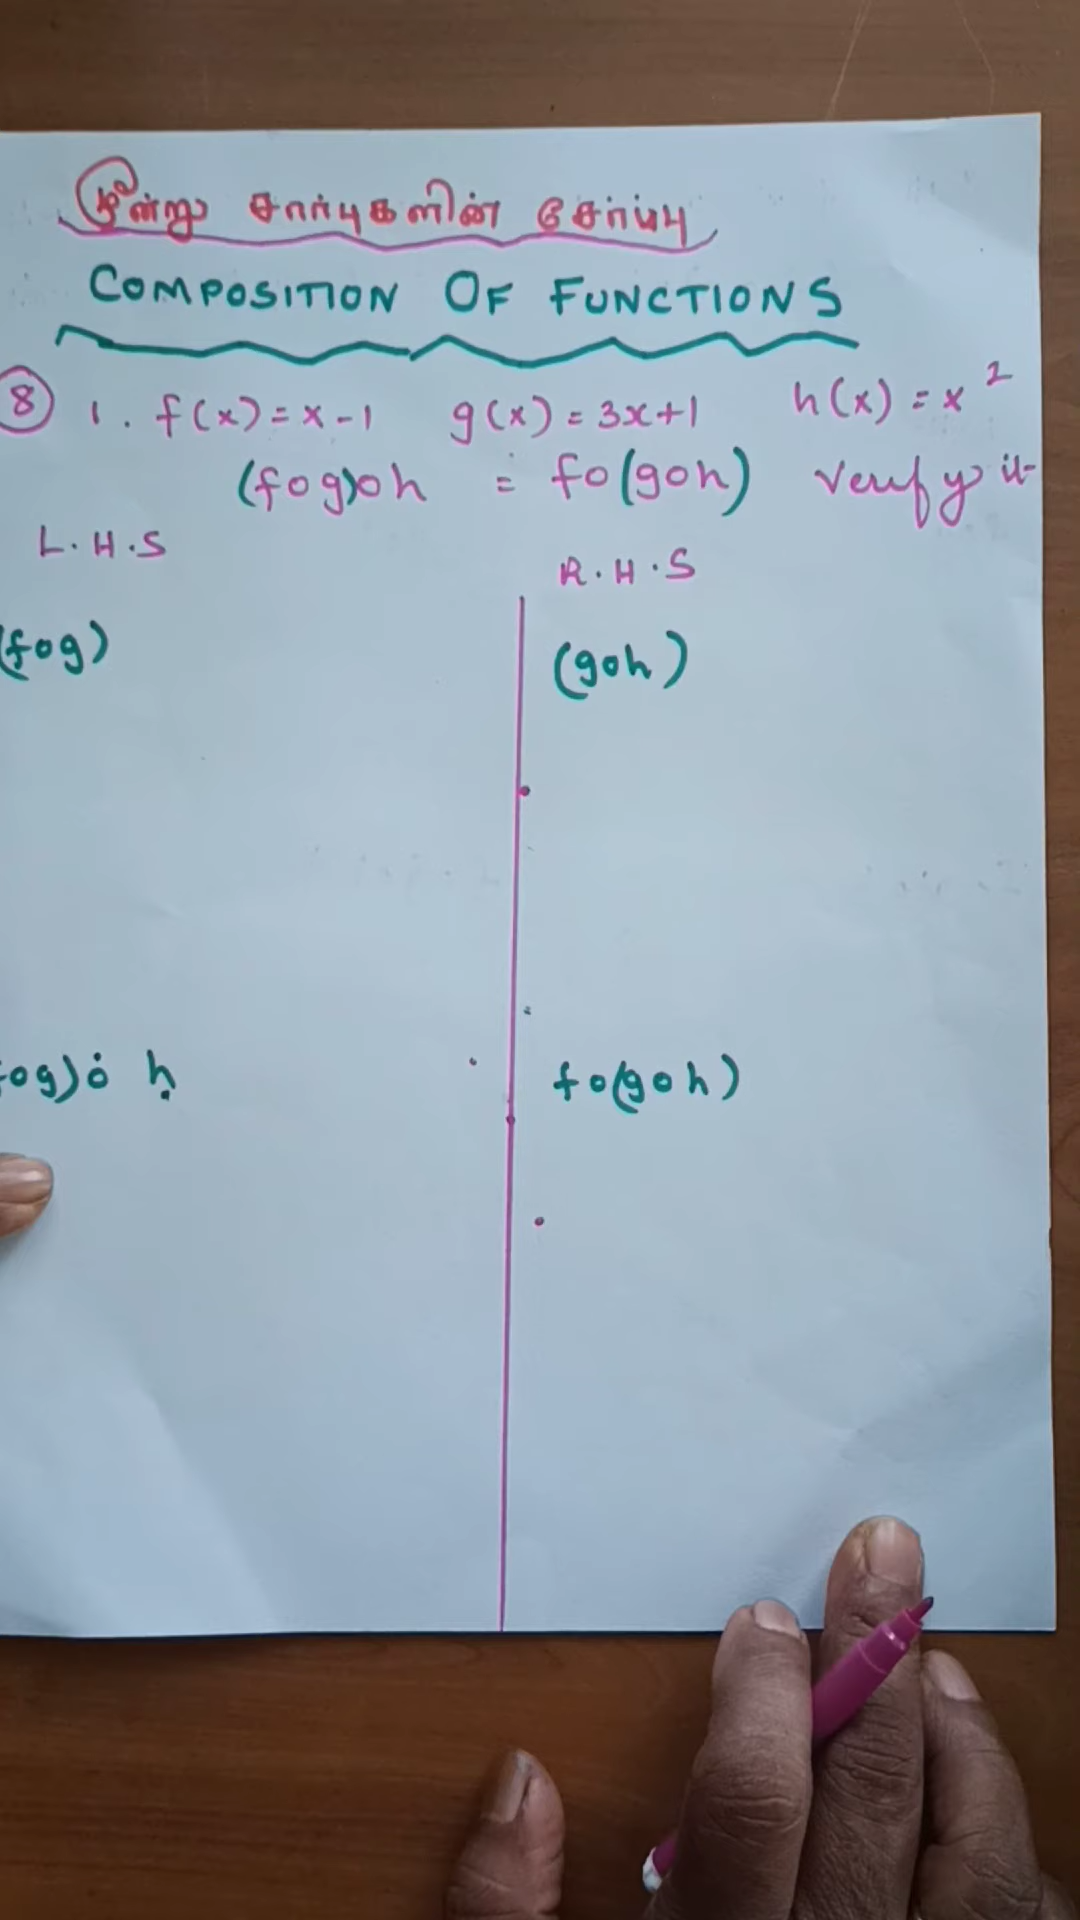 மூன்று சார்புகளின் சேர்ப்பு
COMPOSITION OF FUNCTIONS
8 1. f(x) = x-1 g(x) = 3x+1 h(x) = x²
(fog)oh = fo(goh) verify it
L.H.S
R.H.S
(fog)
(goh)
fog)o h
fo(goh)